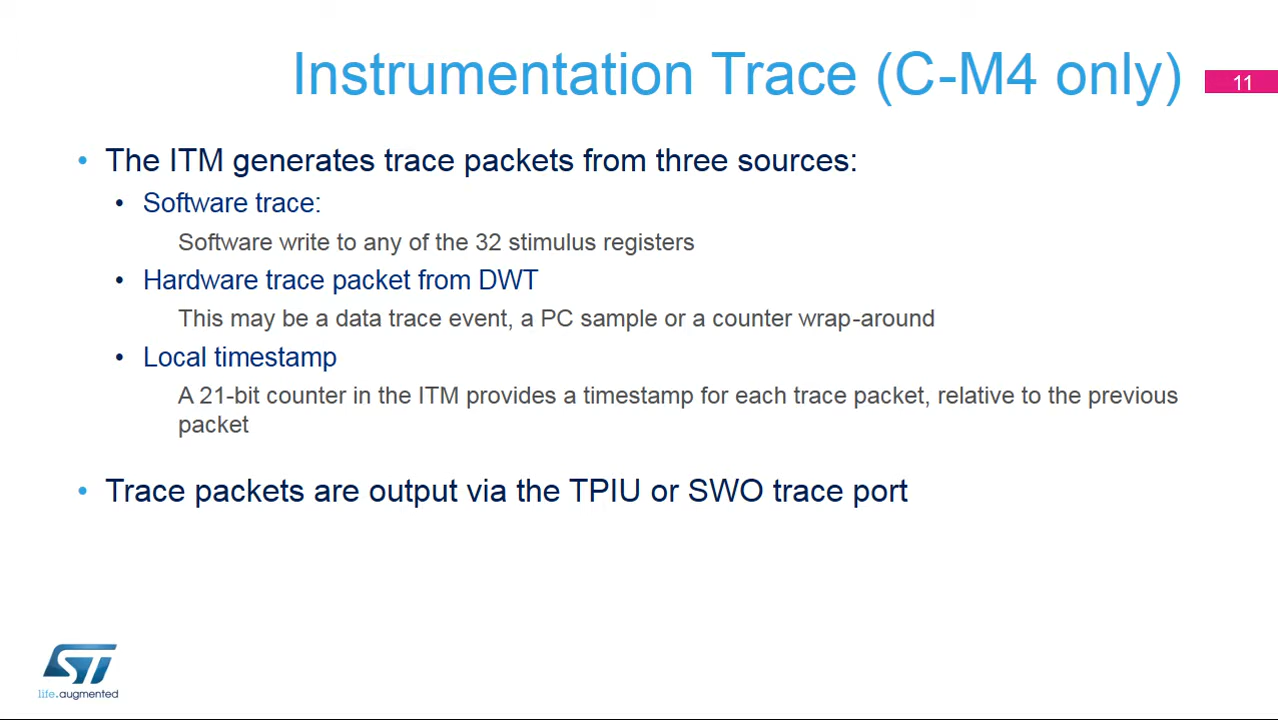 Instrumentation Trace (C-M4 only)
11
• The ITM generates trace packets from three sources:
• Software trace:
Software write to any of the 32 stimulus registers
• Hardware trace packet from DWT
This may be a data trace event, a PC sample or a counter wrap-around
• Local timestamp
A 21-bit counter in the ITM provides a timestamp for each trace packet, relative to the previous
packet
• Trace packets are output via the TPIU or SWO trace port
ST
life.augmented